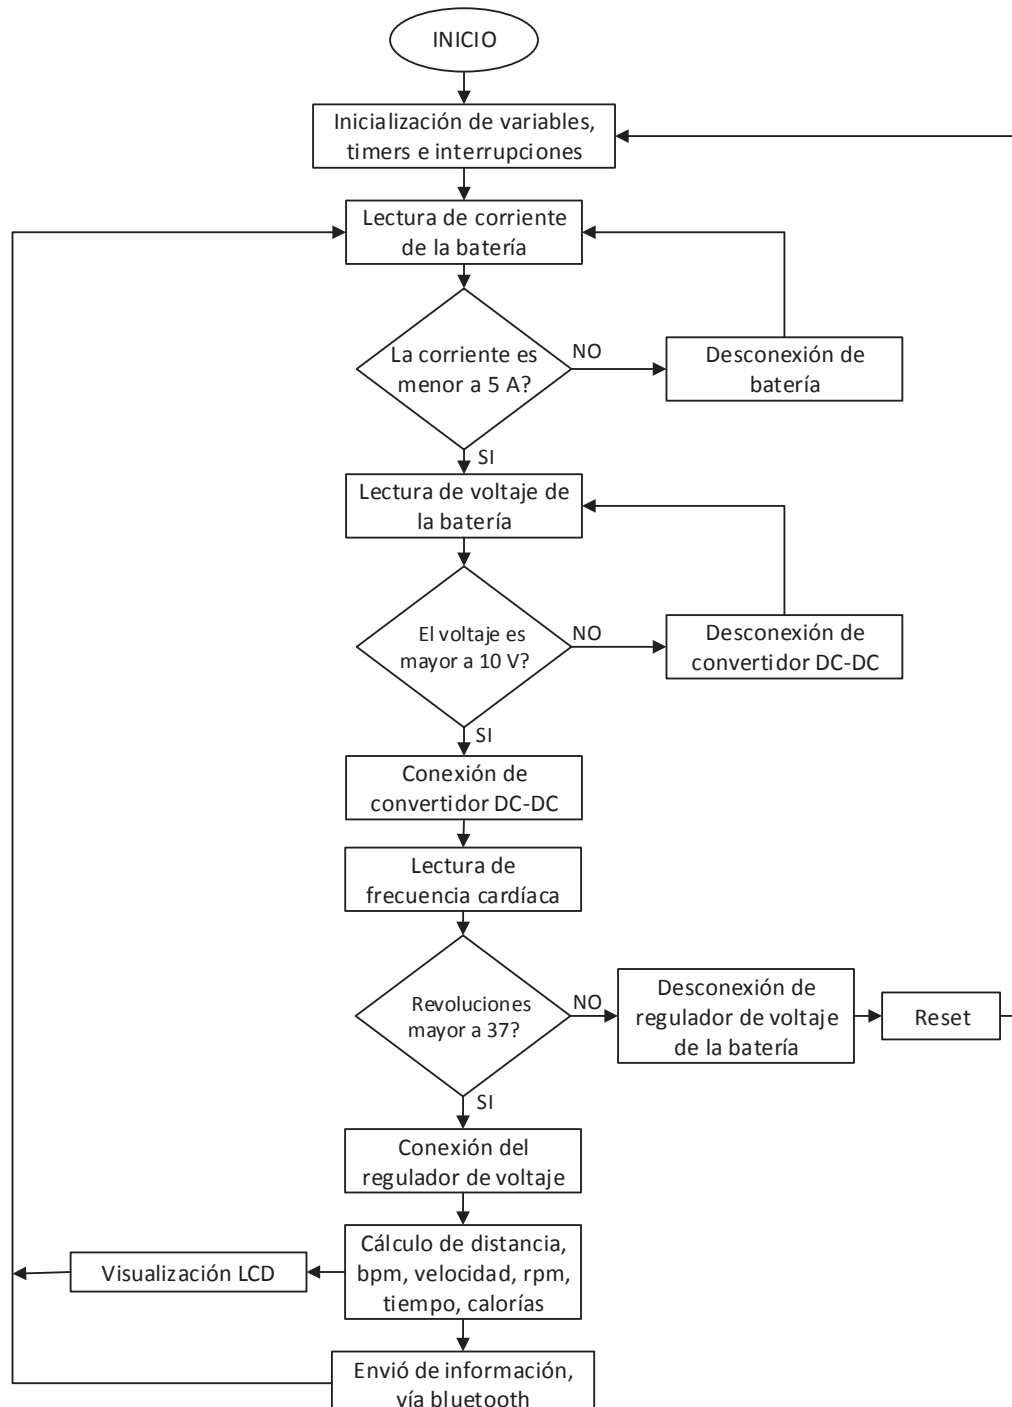 INICIO
Inicialización de variables,
timers e interrupciones
Lectura de corriente
de la batería
La corriente es
menor a 5 A?
NO
Desconexión de
batería
SI
Lectura de voltaje de
la batería
El voltaje es
mayor a 10 V?
NO
Desconexión de
convertidor DC-DC
SI
Conexión de
convertidor DC-DC
Lectura de
frecuencia cardíaca
Revoluciones
mayor a 37?
NO
Desconexión de
regulador de voltaje
de la batería
Reset
SI
Conexión del
regulador de voltaje
Cálculo de distancia,
bpm, velocidad, rpm,
tiempo, calorías
Visualización LCD
Envió de información,
vía bluetooth